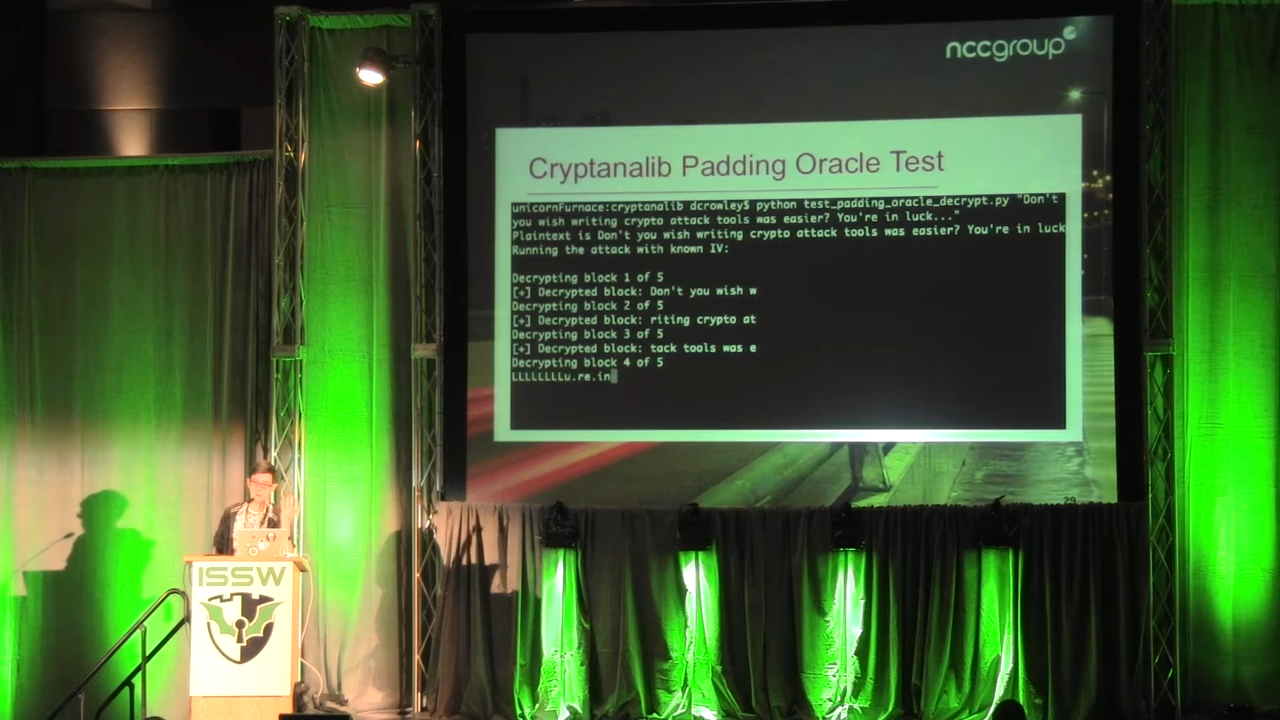 nccgroup
Cryptanalib Padding Oracle Test
unicornFurnace:cryptanalib dcrowley$ python test_padding_oracle_decrypt.py "Don't
you wish writing crypto attack tools was easier? You're in luck..."
Plaintext is Don't you wish writing crypto attack tools was easier? You're in luck
Running the attack with known IV:
Decrypting block 1 of 5
[+] Decrypted block: Don't you wish w
Decrypting block 2 of 5
[+] Decrypted block: riting crypto at
Decrypting block 3 of 5
[+] Decrypted block: tack tools was e
Decrypting block 4 of 5
LLLLLLLLu.re.in
29
ISSW